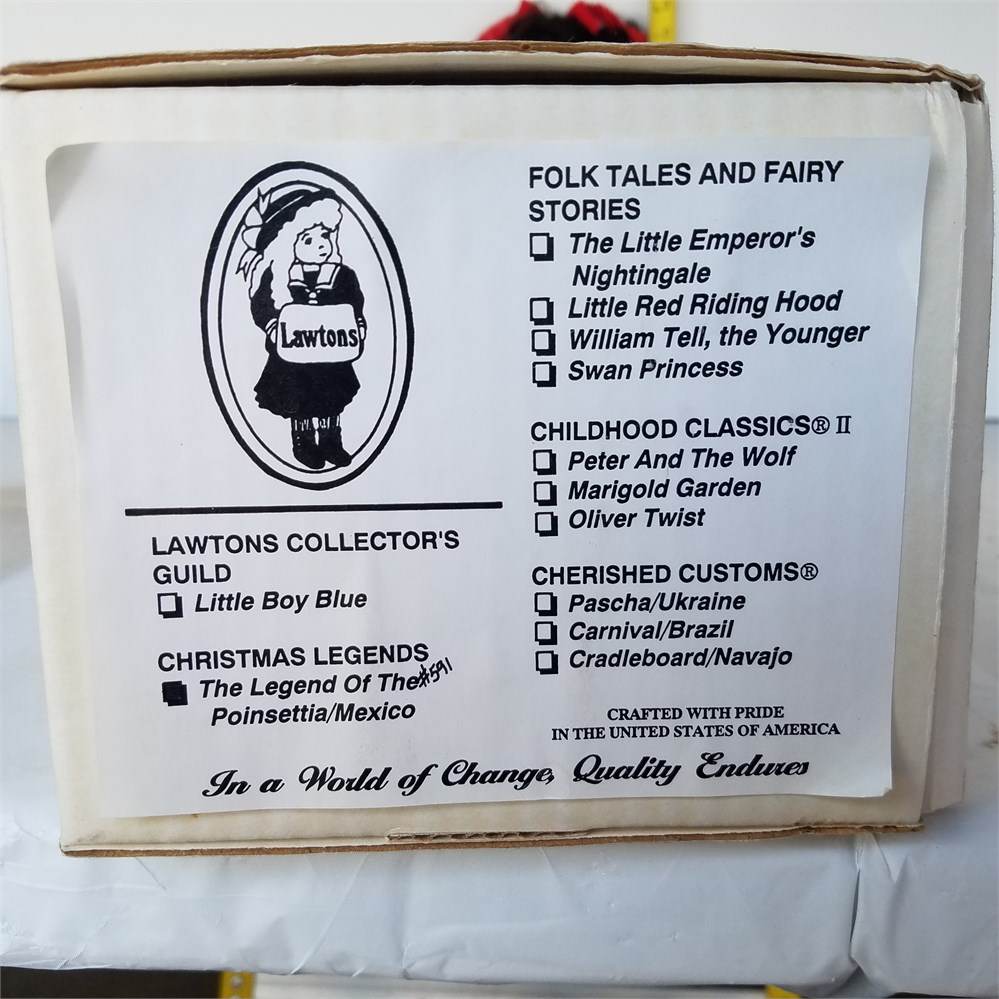 Lawtons
LAWTONS COLLECTOR'S
GUILD
Little Boy Blue
CHRISTMAS LEGENDS
The Legend Of The #591
Poinsettia/Mexico
FOLK TALES AND FAIRY
STORIES
The Little Emperor's
Nightingale
Little Red Riding Hood
William Tell, the Younger
Swan Princess
CHILDHOOD CLASSICS® II
Peter And The Wolf
Marigold Garden
Oliver Twist
CHERISHED CUSTOMS®
Pascha/Ukraine
Carnival/Brazil
Cradleboard/Navajo
CRAFTED WITH PRIDE
IN THE UNITED STATES OF AMERICA
In a World of Change, Quality Endures